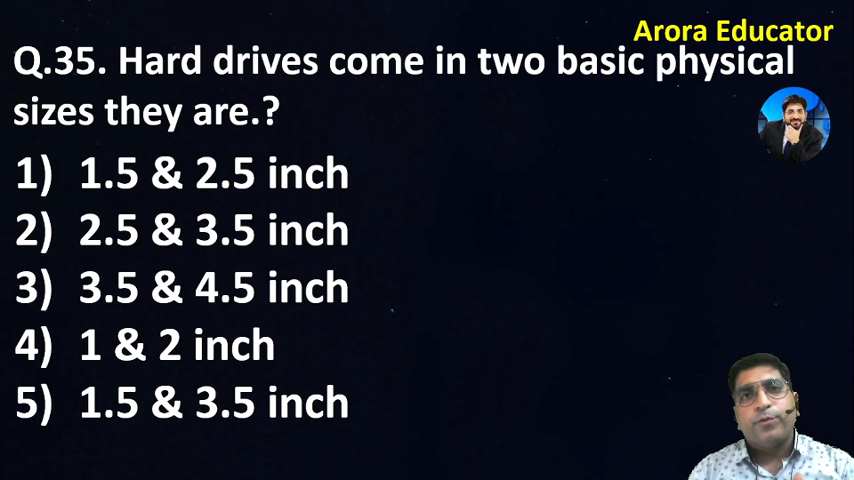 Arora Educator
Q.35. Hard drives come in two basic physical
sizes they are.?
1) 1.5 & 2.5 inch
2) 2.5 & 3.5 inch
3) 3.5 & 4.5 inch
4) 1 & 2 inch
5) 1.5 & 3.5 inch